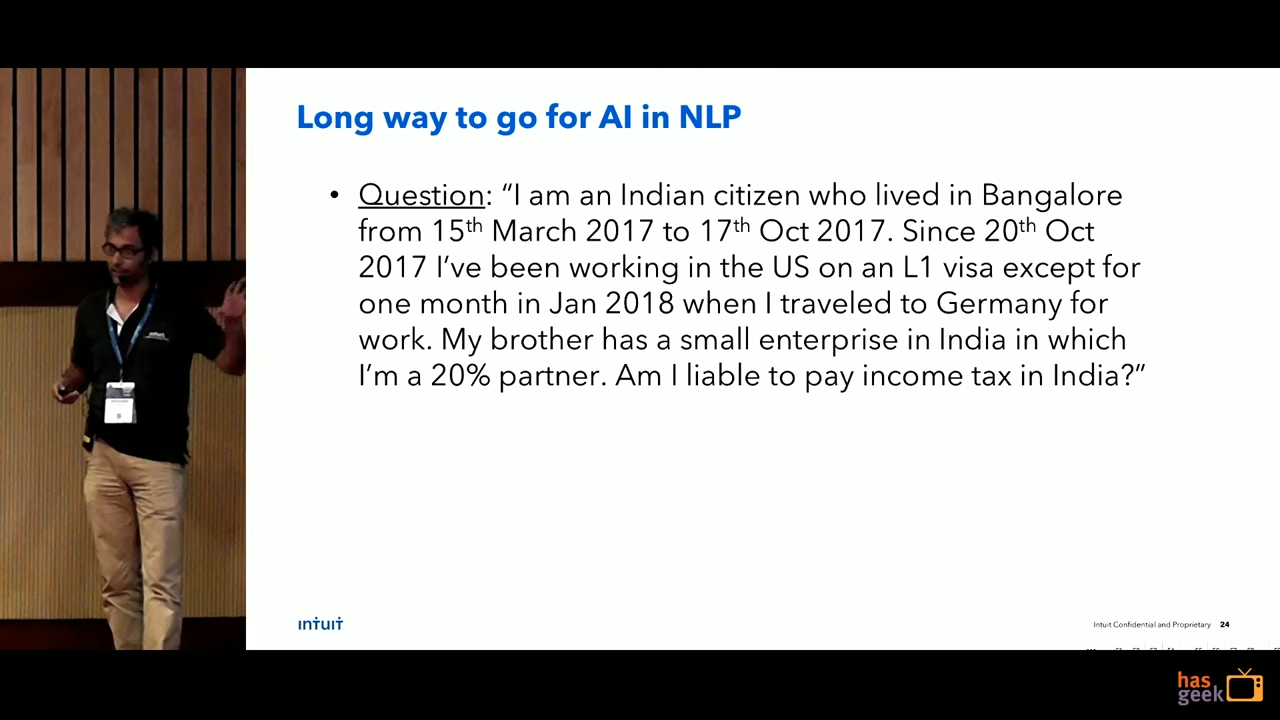 Long way to go for AI in NLP
• Question: “I am an Indian citizen who lived in Bangalore
from 15th March 2017 to 17th Oct 2017. Since 20th Oct
2017 I’ve been working in the US on an L1 visa except for
one month in Jan 2018 when I traveled to Germany for
work. My brother has a small enterprise in India in which
I’m a 20% partner. Am I liable to pay income tax in India?”
intuit
Intuit Confidential and Proprietary 24
has
geek